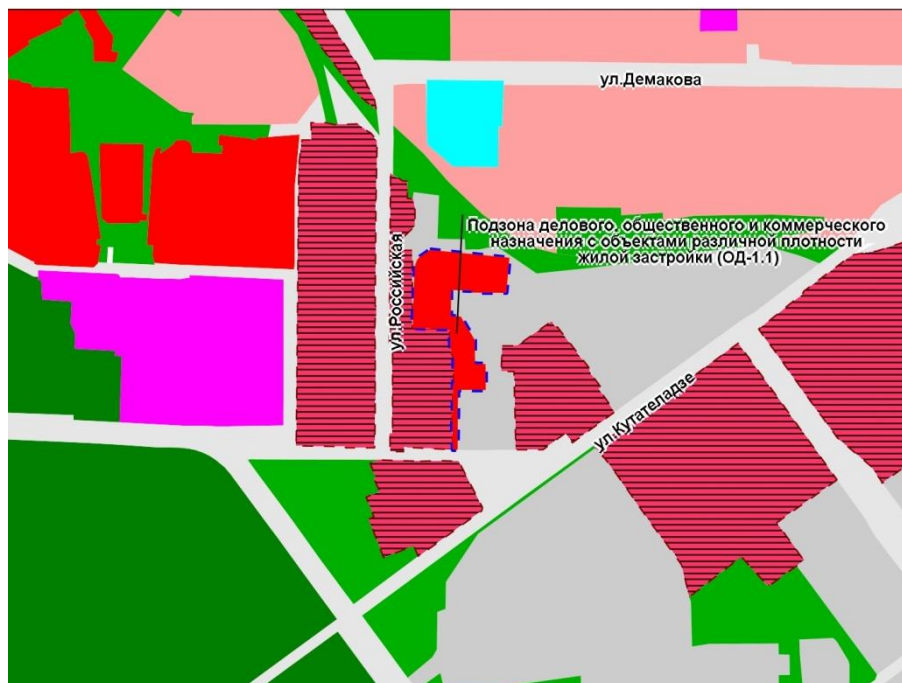 ул.Демакова
Подзона делового, общественного и коммерческого
назначения с объектами различной плотности
жилой застройки (ОД-1.1)
ул.Российская
ул.Кутателадзе